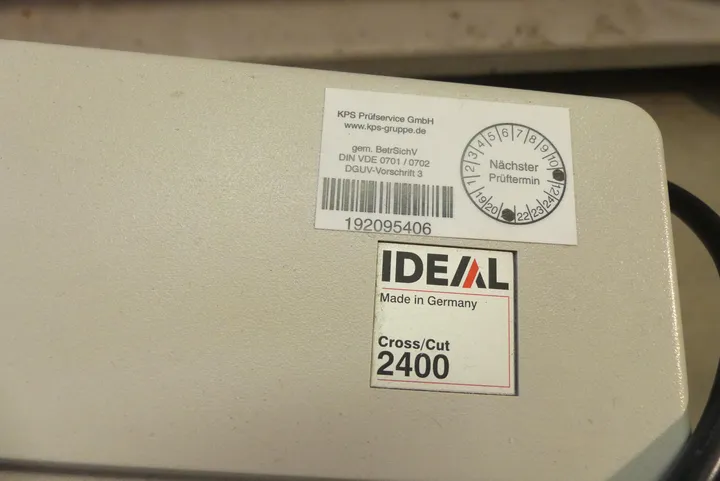 KPS Prüfservice GmbH
www.kps-gruppe.de
gem. BetrSichV
DIN VDE 0701 / 0702
DGUV-Vorschrift 3
192095406
1 2 3 4 5 6 7 8 9 10 12
Nächster
Prüftermin
19 20 22 23 24
IDEAL
Made in Germany
Cross/Cut
2400